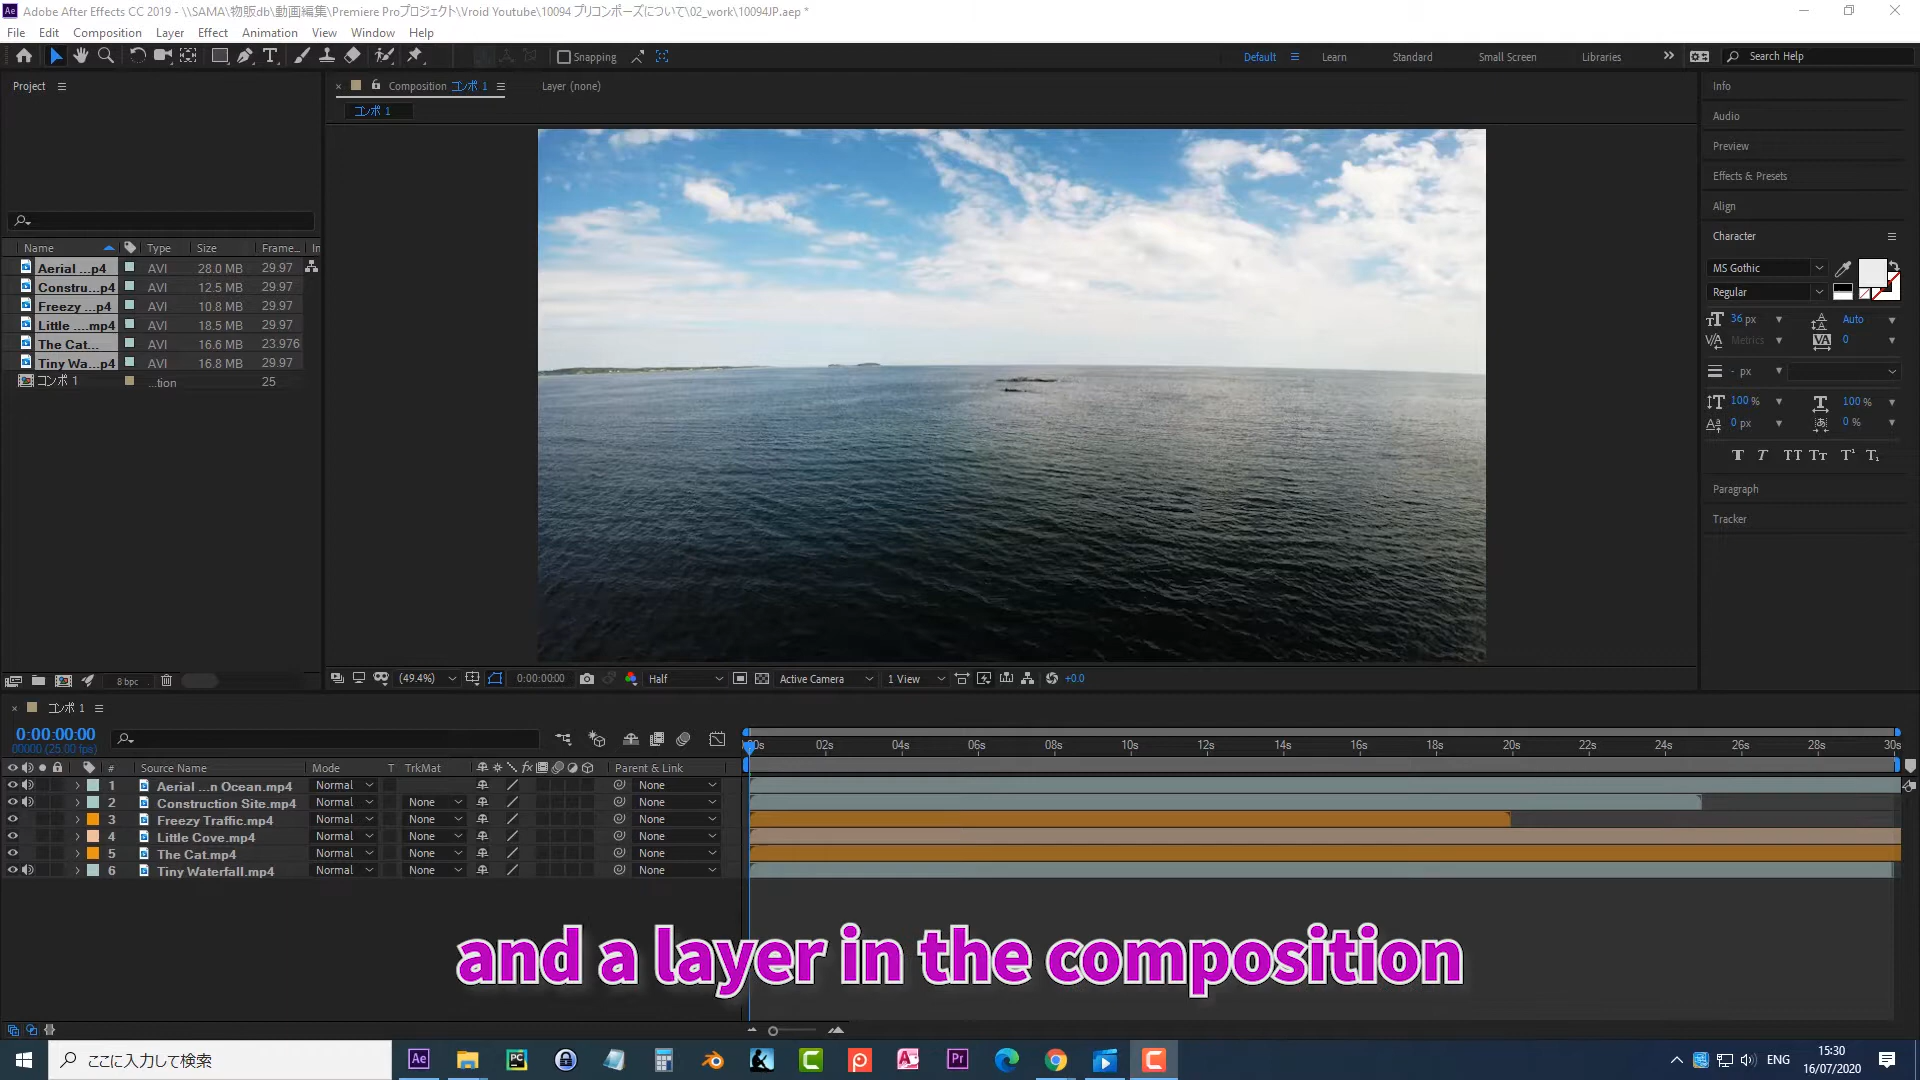 Adobe After Effects CC 2019 - \\SAMA\物販db\動画編集\Premiere Proプロジェクト\Vroid Youtube\10094 プリコンポーズについて\02_work\10094JP.aep *
File Edit Composition Layer Effect Animation View Window Help
Snapping
Default Learn Standard Small Screen Libraries Search Help
Project
Composition コンポ 1
Layer (none)
コンポ 1
Name Type Size Frame... In
Aerial ...p4 AVI 28.0 MB 29.97
Constru...p4 AVI 12.5 MB 29.97
Freezy ...p4 AVI 10.8 MB 29.97
Little ....mp4 AVI 18.5 MB 29.97
The Cat... AVI 16.6 MB 23.976
Tiny Wa...p4 AVI 16.8 MB 29.97
コンポ 1 ...tion 25
8 bpc
(49.4%) 0:00:00:00 Half Active Camera 1 View +0.0
Info
Audio
Preview
Effects & Presets
Align
Character
MS Gothic
Regular
36 px Auto
Metrics 0
- px
100 % 100 %
0 px 0 %
Paragraph
Tracker
コンポ 1
0:00:00:00
00000 (25.00 fps)
00s 02s 04s 06s 08s 10s 12s 14s 16s 18s 20s 22s 24s 26s 28s 30s
# Source Name Mode T TrkMat Parent & Link
1 Aerial ...n Ocean.mp4 Normal None
2 Construction Site.mp4 Normal None None
3 Freezy Traffic.mp4 Normal None None
4 Little Cove.mp4 Normal None None
5 The Cat.mp4 Normal None None
6 Tiny Waterfall.mp4 Normal None None
and a layer in the composition
ここに入力して検索
ENG
15:30
16/07/2020